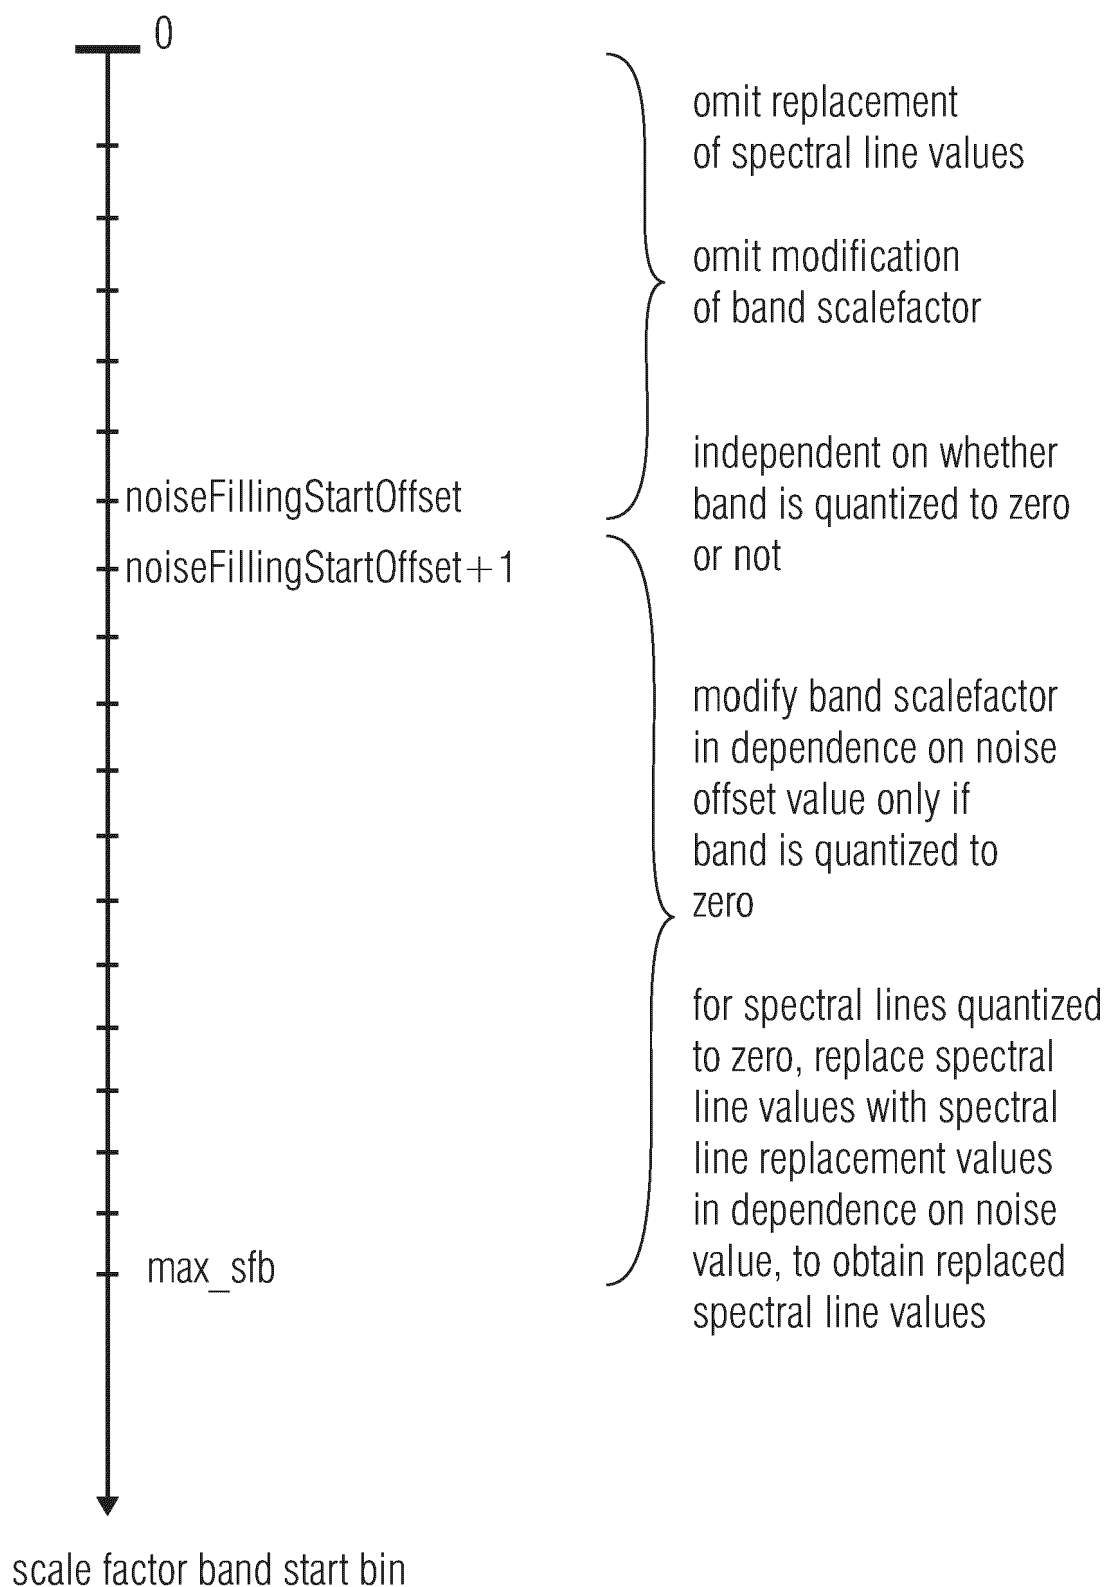 0
omit replacement
of spectral line values
omit modification
of band scalefactor
independent on whether
band is quantized to zero
or not
noiseFillingStartOffset
noiseFillingStartOffset+1
modify band scalefactor
in dependence on noise
offset value only if
band is quantized to
zero
for spectral lines quantized
to zero, replace spectral
line values with spectral
line replacement values
in dependence on noise
value, to obtain replaced
spectral line values
max_sfb
scale factor band start bin